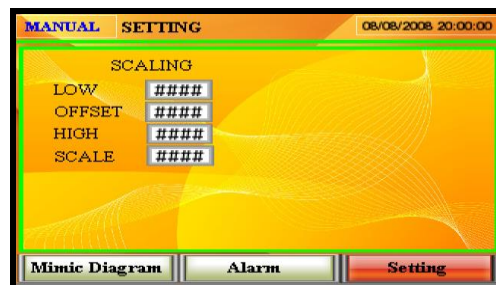 MANUAL SETTING 08/08/2008 20:00:00
SCALING
LOW ####
OFFSET ####
HIGH ####
SCALE ####
Mimic Diagram Alarm Setting